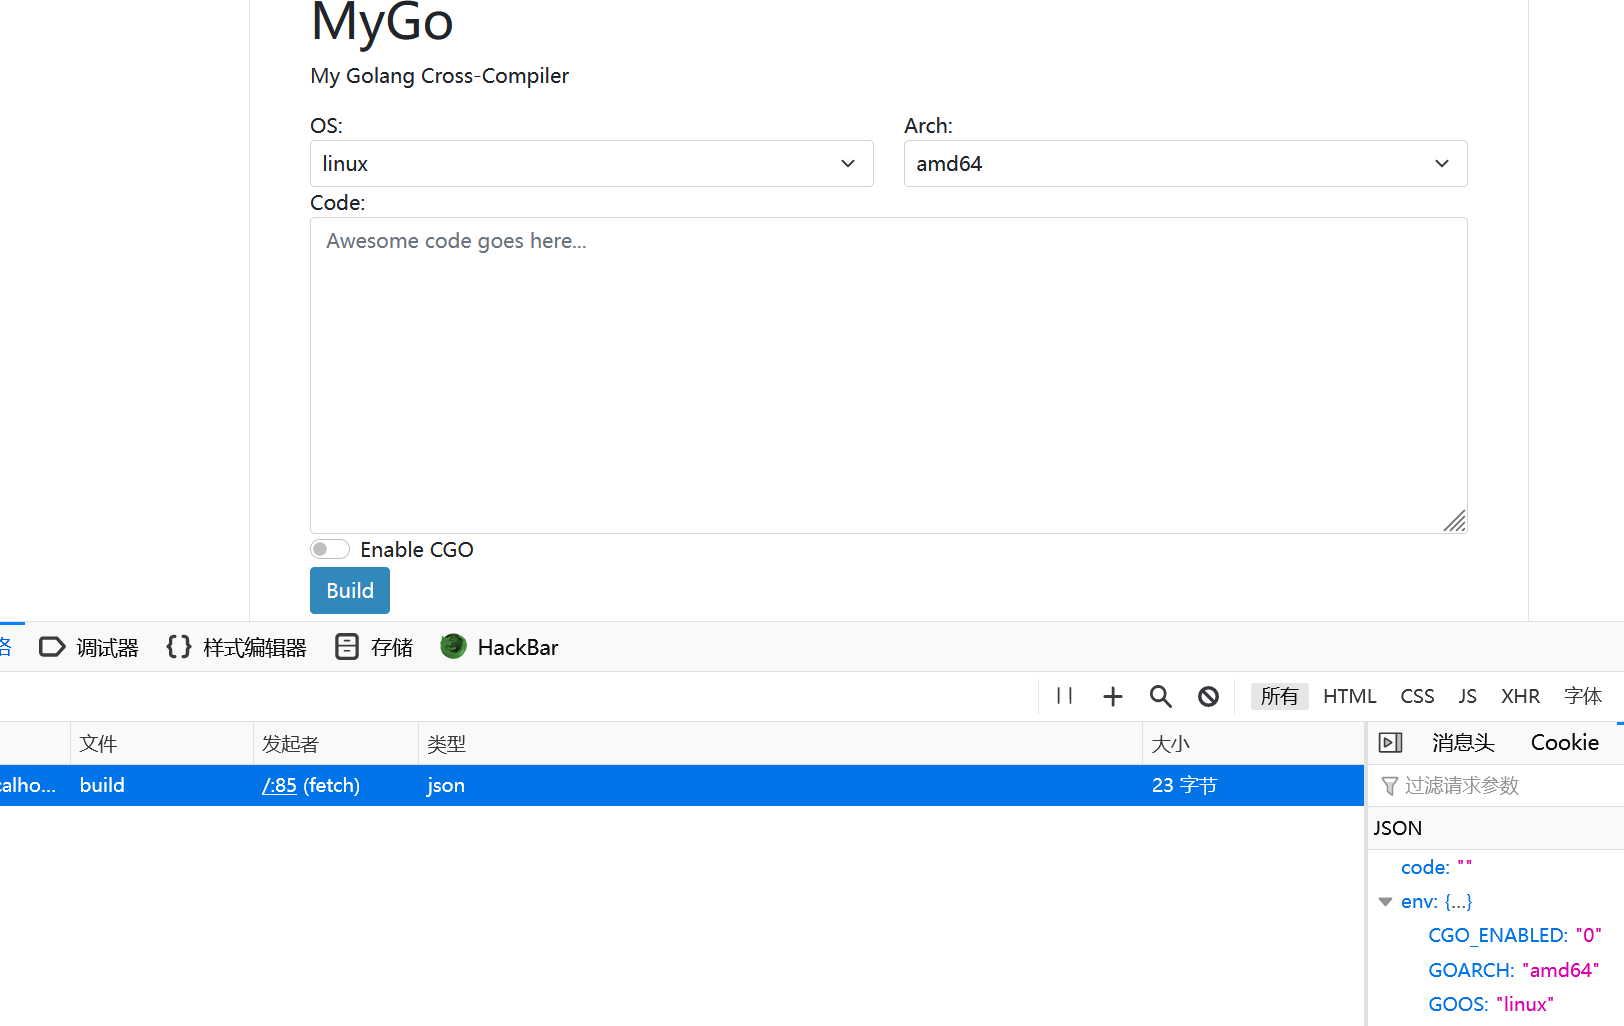 MyGo
My Golang Cross-Compiler
OS:
Arch:
linux
amd64
Code:
Awesome code goes here...
Enable CGO
Build
调试器
{} 样式编辑器
存储
HackBar
所有
HTML
CSS
JS
XHR
字体
文件
发起者
类型
大小
消息头
Cookie
build
/:85 (fetch)
json
23 字节
过滤请求参数
JSON
code: ""
env: {…}
CGO_ENABLED: "0"
GOARCH: "amd64"
GOOS: "linux"